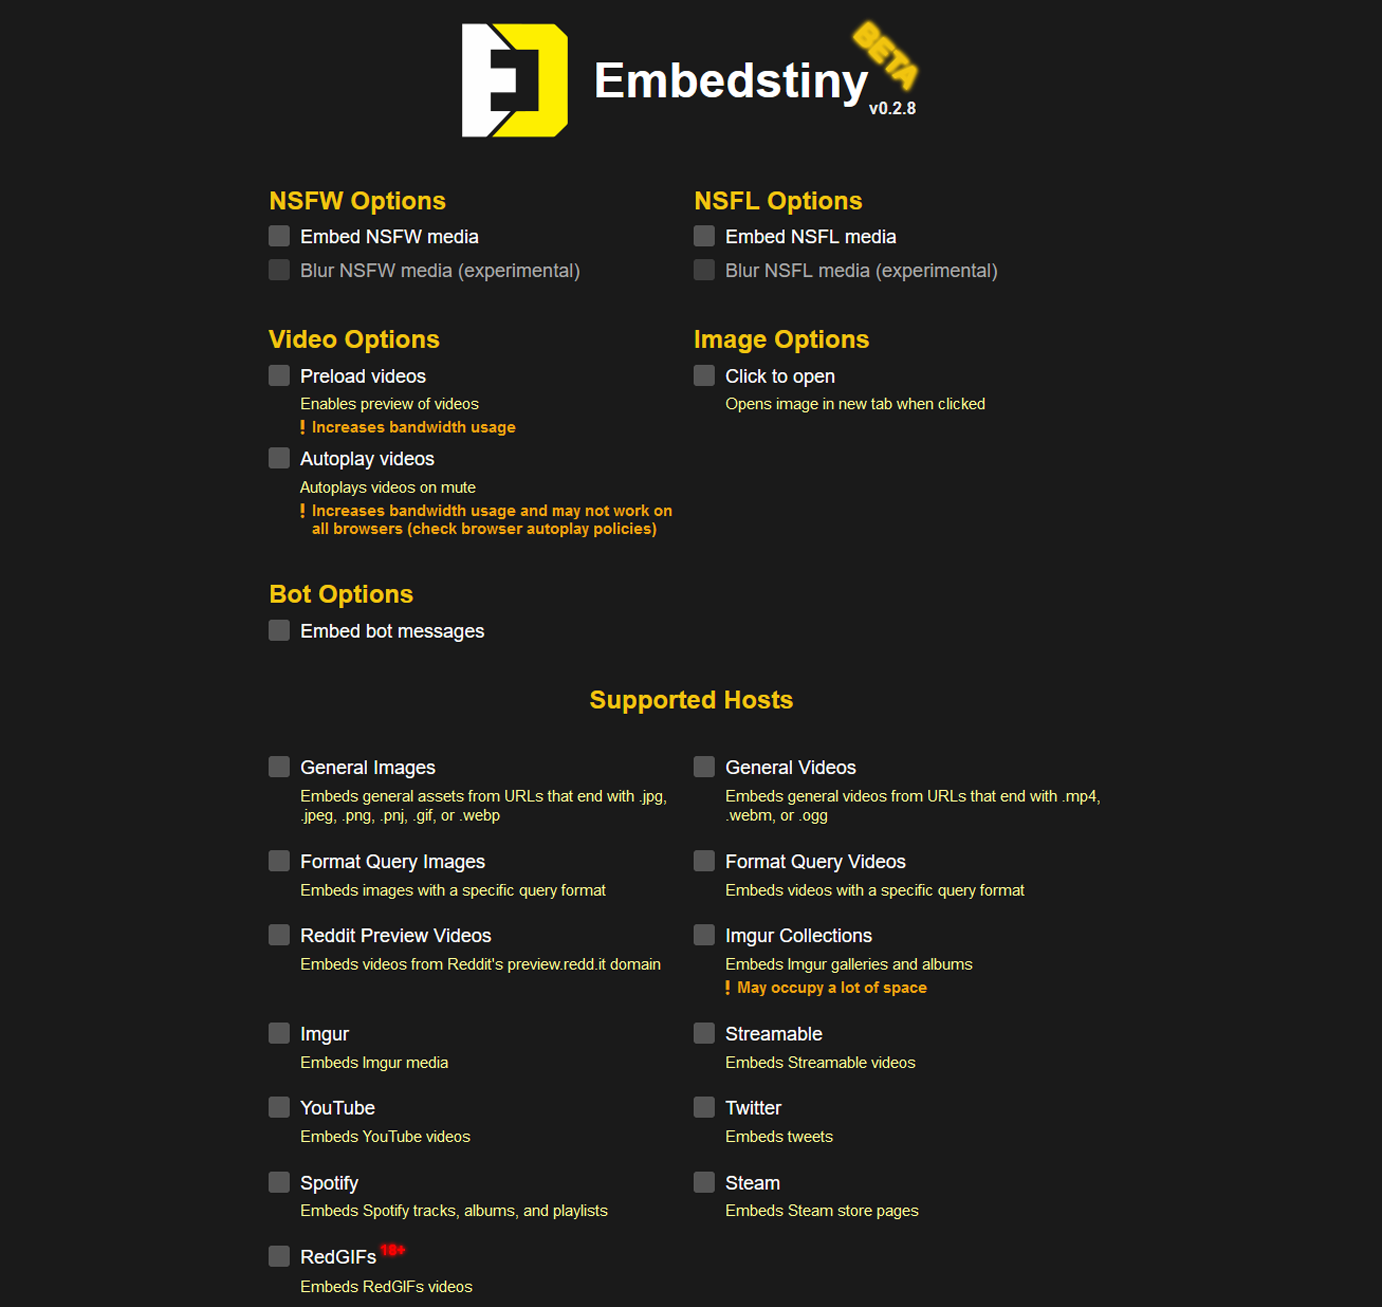 Embedstiny
BETA
v0.2.8
NSFW Options
Embed NSFW media
Blur NSFW media (experimental)
NSFL Options
Embed NSFL media
Blur NSFL media (experimental)
Video Options
Preload videos
Enables preview of videos
! Increases bandwidth usage
Autoplay videos
Autoplays videos on mute
! Increases bandwidth usage and may not work on
all browsers (check browser autoplay policies)
Image Options
Click to open
Opens image in new tab when clicked
Bot Options
Embed bot messages
Supported Hosts
General Images
Embeds general assets from URLs that end with .jpg,
.jpeg, .png, .pnj, .gif, or .webp
General Videos
Embeds general videos from URLs that end with .mp4,
.webm, or .ogg
Format Query Images
Embeds images with a specific query format
Format Query Videos
Embeds videos with a specific query format
Reddit Preview Videos
Embeds videos from Reddit's preview.redd.it domain
Imgur Collections
Embeds Imgur galleries and albums
! May occupy a lot of space
Imgur
Embeds Imgur media
Streamable
Embeds Streamable videos
YouTube
Embeds YouTube videos
Twitter
Embeds tweets
Spotify
Embeds Spotify tracks, albums, and playlists
Steam
Embeds Steam store pages
RedGIFs 18+
Embeds RedGIFs videos